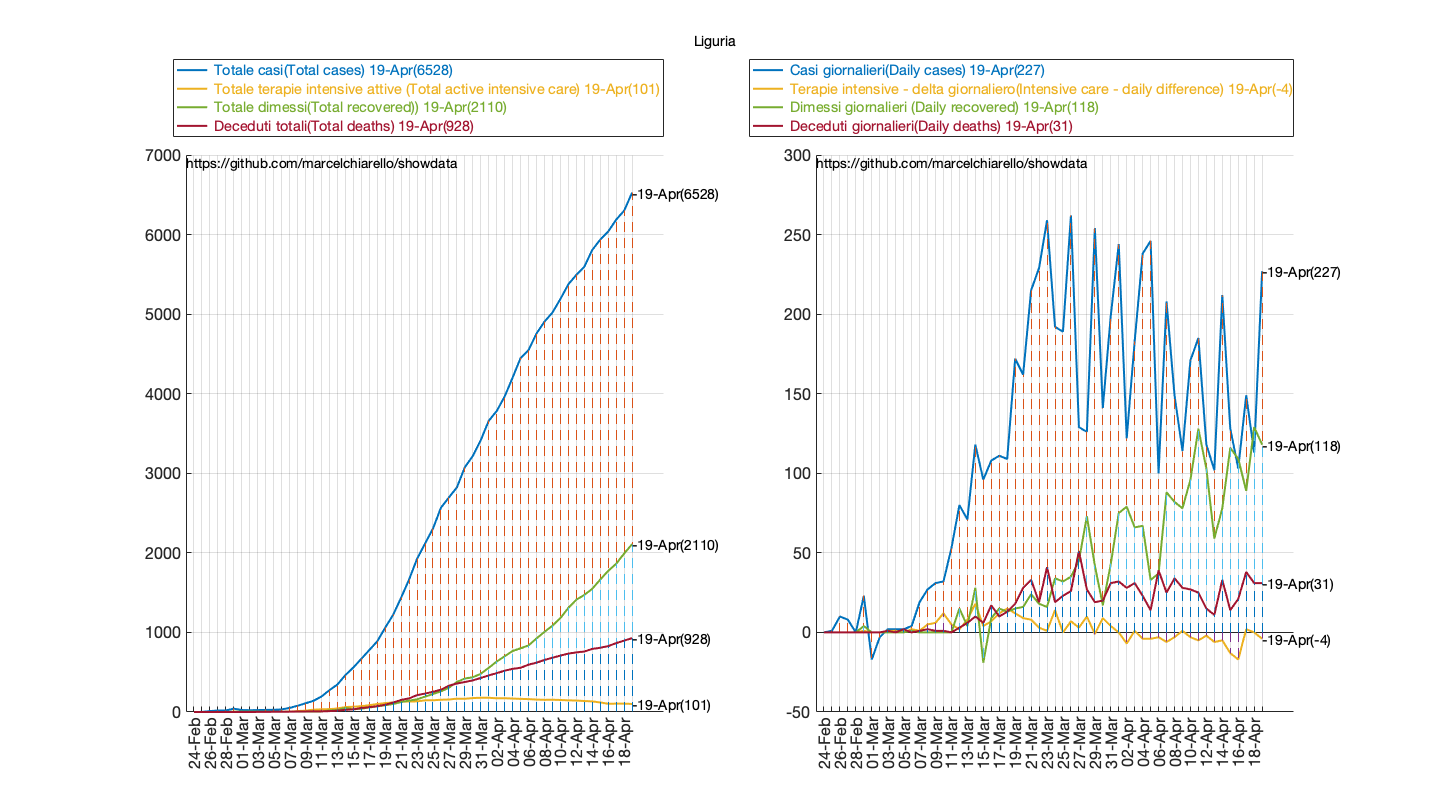 Liguria
Totale casi(Total cases) 19-Apr(6528)
Totale terapie intensive attive (Total active intensive care) 19-Apr(101)
Totale dimessi(Total recovered)) 19-Apr(2110)
Deceduti totali(Total deaths) 19-Apr(928)
7000
https://github.com/marcelchiarello/showdata
19-Apr(6528)
6000
5000
4000
3000
2000
19-Apr(2110)
1000
19-Apr(928)
0
19-Apr(101)
24-Feb
26-Feb
28-Feb
01-Mar
03-Mar
05-Mar
07-Mar
09-Mar
11-Mar
13-Mar
15-Mar
17-Mar
19-Mar
21-Mar
23-Mar
25-Mar
27-Mar
29-Mar
31-Mar
02-Apr
04-Apr
06-Apr
08-Apr
10-Apr
12-Apr
14-Apr
16-Apr
18-Apr
Casi giornalieri(Daily cases) 19-Apr(227)
Terapie intensive - delta giornaliero(Intensive care - daily difference) 19-Apr(-4)
Dimessi giornalieri (Daily recovered) 19-Apr(118)
Deceduti giornalieri(Daily deaths) 19-Apr(31)
300
https://github.com/marcelchiarello/showdata
250
19-Apr(227)
200
150
19-Apr(118)
100
50
19-Apr(31)
0
19-Apr(-4)
-50
24-Feb
26-Feb
28-Feb
01-Mar
03-Mar
05-Mar
07-Mar
09-Mar
11-Mar
13-Mar
15-Mar
17-Mar
19-Mar
21-Mar
23-Mar
25-Mar
27-Mar
29-Mar
31-Mar
02-Apr
04-Apr
06-Apr
08-Apr
10-Apr
12-Apr
14-Apr
16-Apr
18-Apr